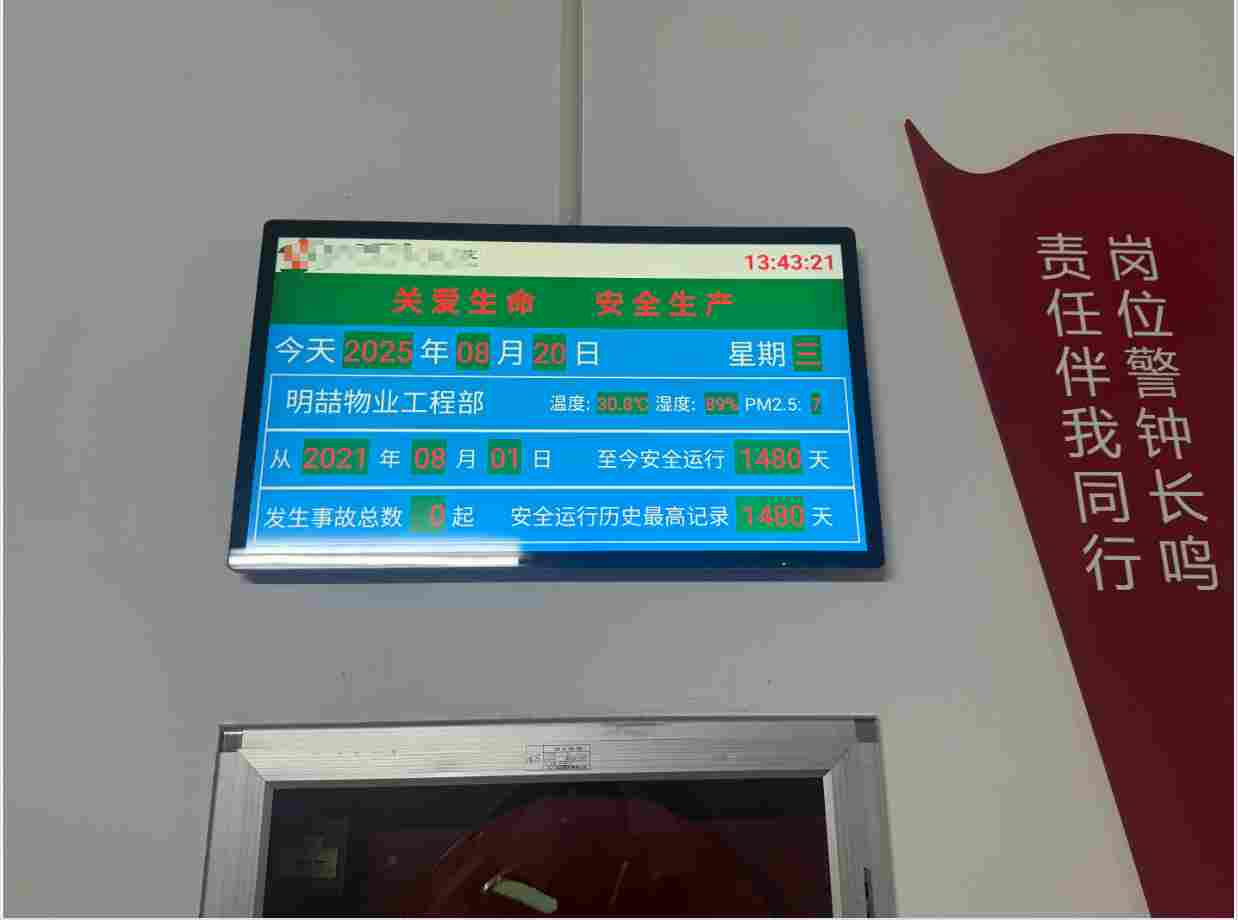 13:43:21
关爱生命 安全生产
今天 2025 年 08 月 20 日 星期 三
明喆物业工程部 温度: 30.8℃ 湿度: 89% PM2.5: 7
从 2021 年 08 月 01 日 至今安全运行 1480 天
发生事故总数 0 起 安全运行历史最高记录 1480 天
岗位警钟长鸣
责任伴我同行